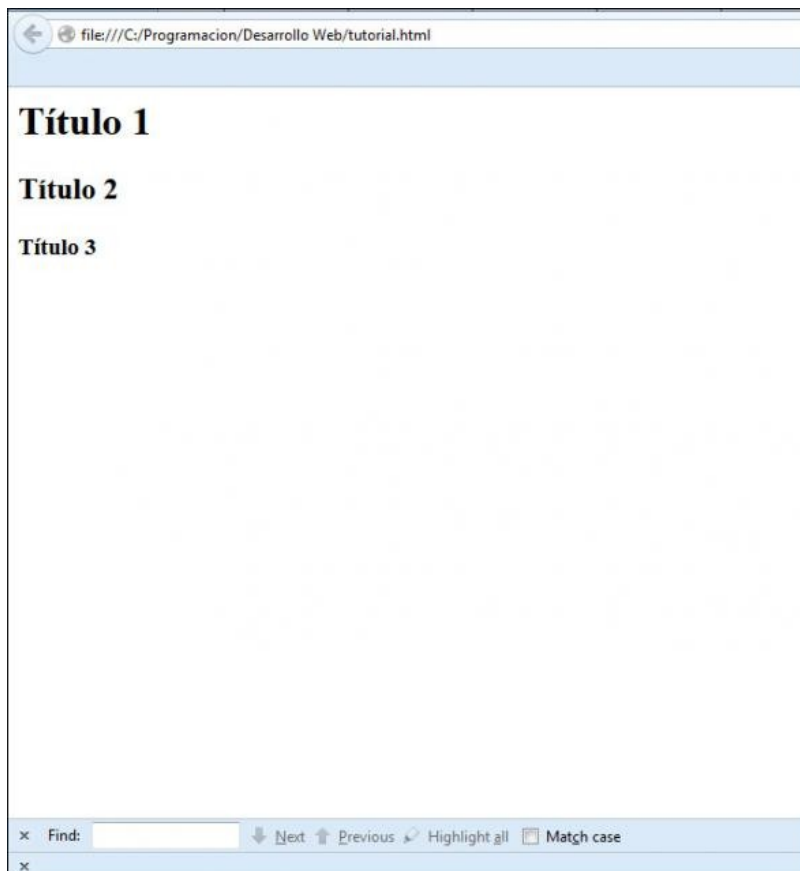 file:///C:/Programacion/Desarrollo Web/tutorial.html
Título 1
Título 2
Título 3
× Find: Next Previous Highlight all Match case
×